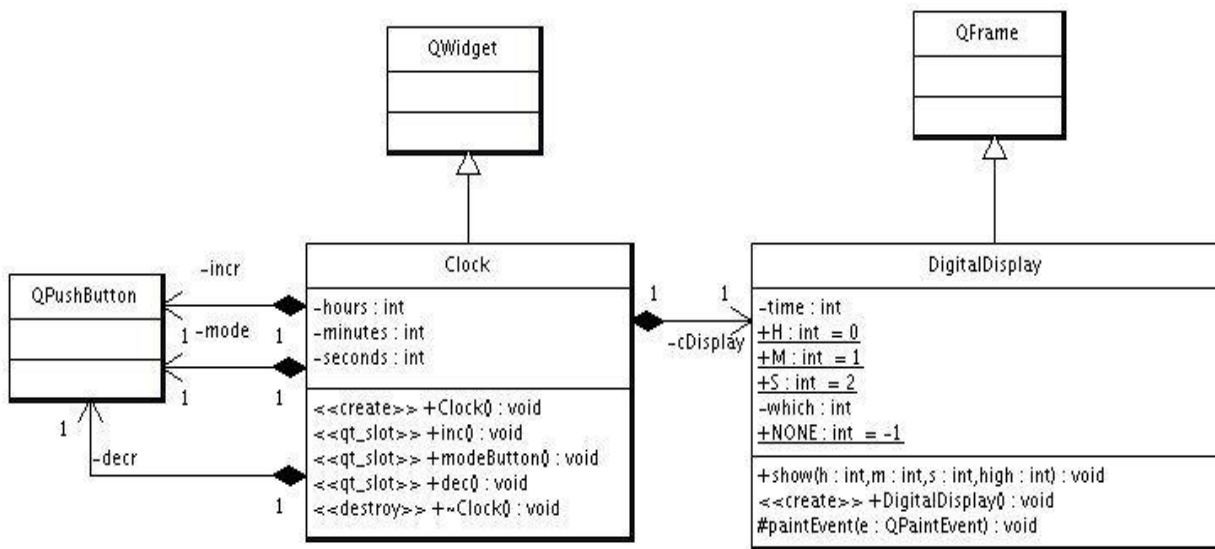 QWidget
QFrame
QPushButton
-incr
1
1
-mode
1
1
1
-decr
1
Clock
-hours : int
-minutes : int
-seconds : int
<<create>> +Clock() : void
<<qt_slot>> +inc() : void
<<qt_slot>> +modeButton() : void
<<qt_slot>> +dec() : void
<<destroy>> +~Clock() : void
1
1
-cDisplay
DigitalDisplay
-time : int
+H : int = 0
+M : int = 1
+S : int = 2
-which : int
+NONE : int = -1
+show(h : int,m : int,s : int,high : int) : void
<<create>> +DigitalDisplay() : void
#paintEvent(e : QPaintEvent) : void